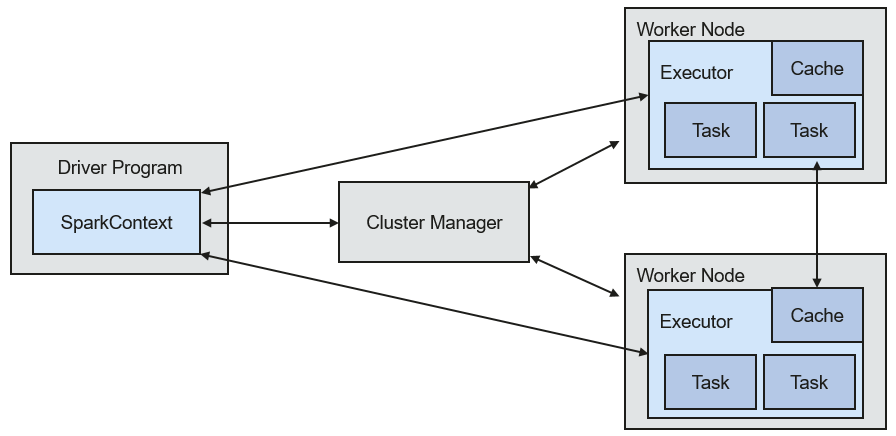 Driver Program
SparkContext
Cluster Manager
Worker Node
Executor
Cache
Task
Task
Worker Node
Executor
Cache
Task
Task